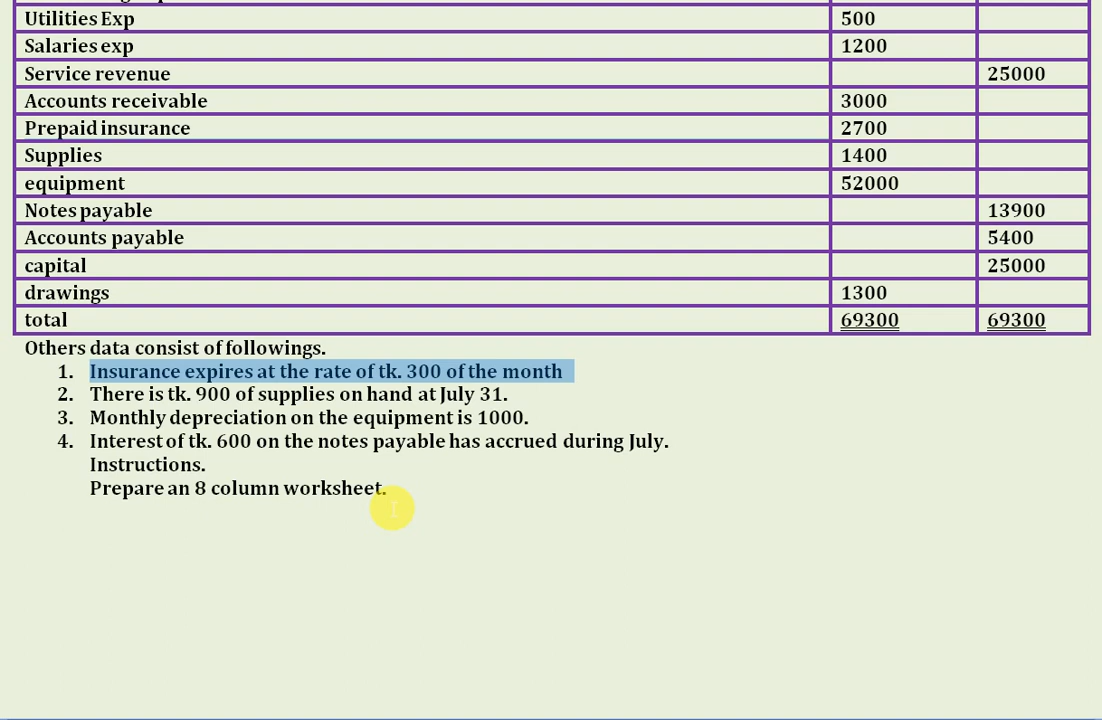 Utilities Exp 500
Salaries exp 1200
Service revenue 25000
Accounts receivable 3000
Prepaid insurance 2700
Supplies 1400
equipment 52000
Notes payable 13900
Accounts payable 5400
capital 25000
drawings 1300
total 69300 69300
Others data consist of followings.
1. Insurance expires at the rate of tk. 300 of the month
2. There is tk. 900 of supplies on hand at July 31.
3. Monthly depreciation on the equipment is 1000.
4. Interest of tk. 600 on the notes payable has accrued during July.
Instructions.
Prepare an 8 column worksheet.